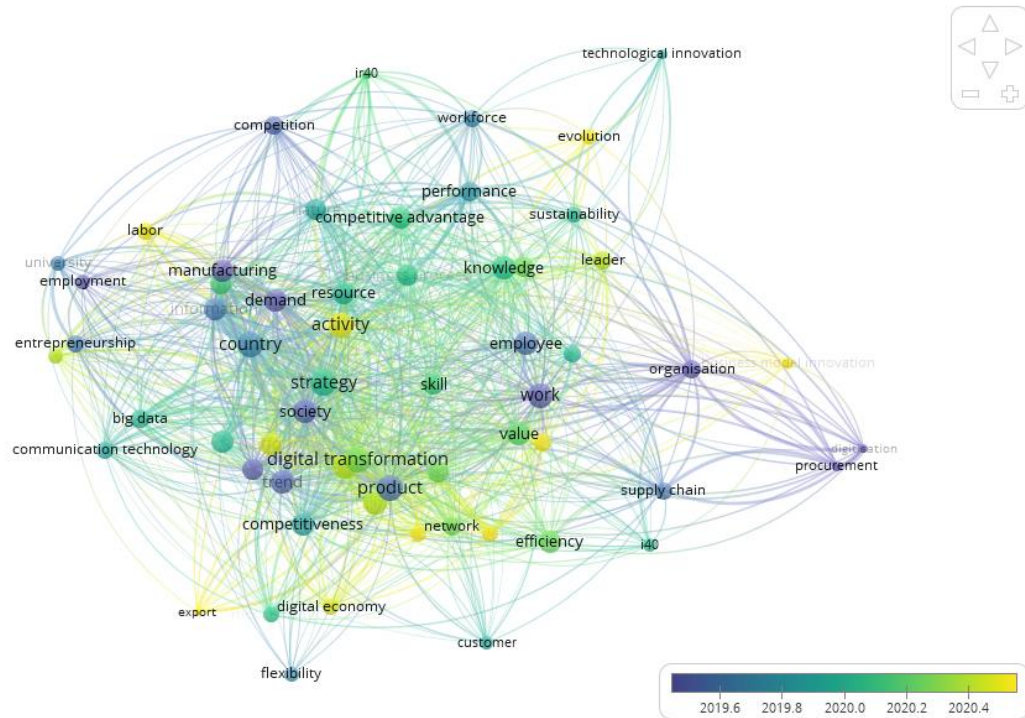 technological innovation
ir40
workforce
competition
evolution
performance
competitive advantage
sustainability
labor
university
manufacturing
knowledge
leader
employment
demand
resource
information
activity
entrepreneurship
country
employee
business model innovation
organisation
strategy
skill
work
society
big data
value
communication technology
digital transformation
procurement
trend
product
supply chain
competitiveness
network
efficiency
i40
export
digital economy
customer
flexibility
2019.6
2019.8
2020.0
2020.2
2020.4